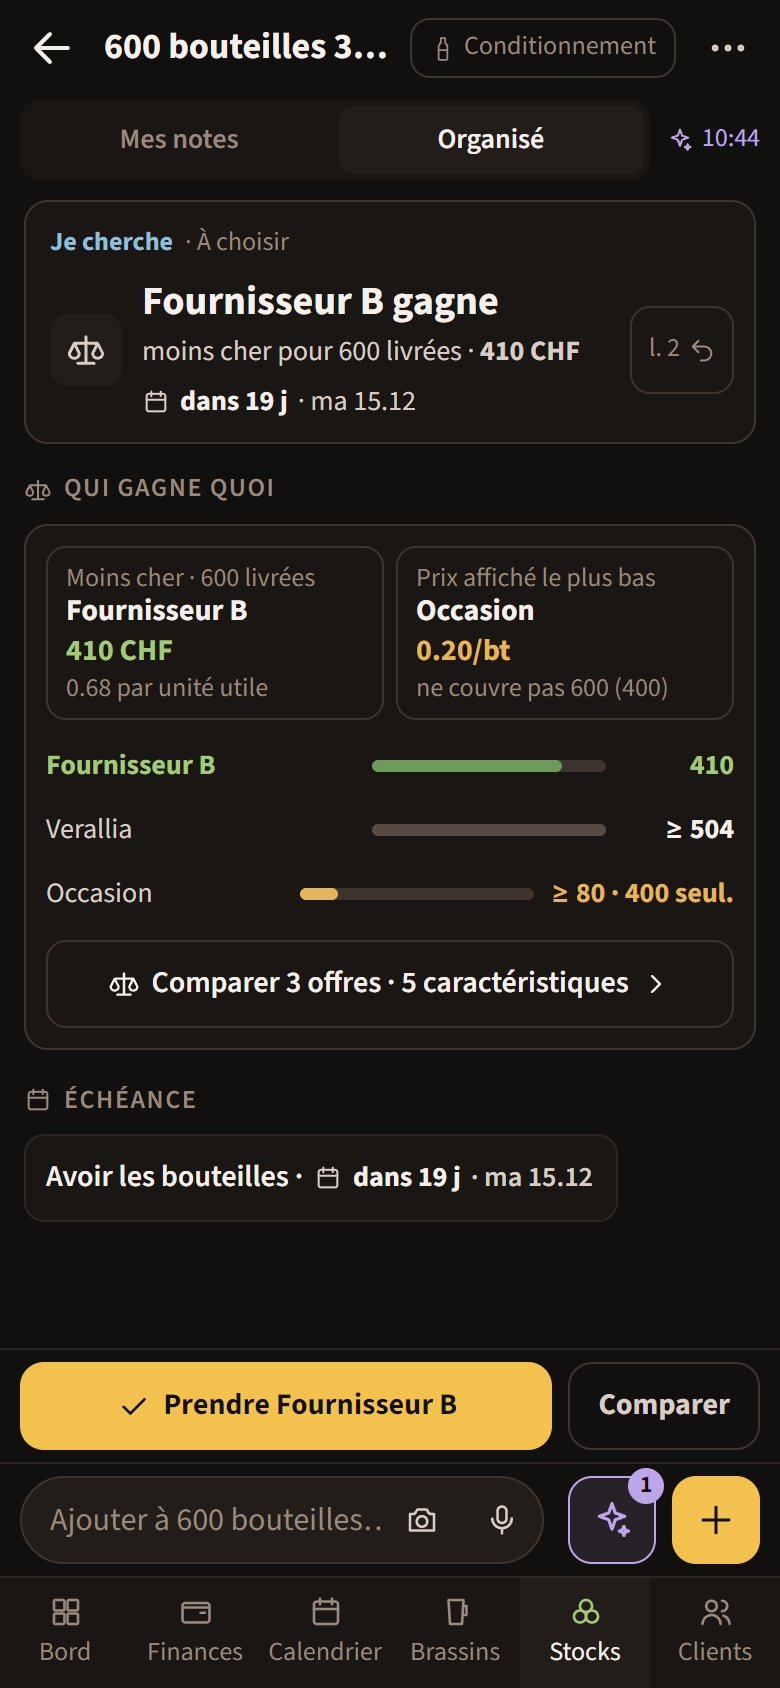 600 bouteilles 3...
Conditionnement
Mes notes
Organisé
10:44
Je cherche · À choisir
Fournisseur B gagne
moins cher pour 600 livrées · 410 CHF
dans 19 j · ma 15.12
l. 2
QUI GAGNE QUOI
Moins cher · 600 livrées
Fournisseur B
410 CHF
0.68 par unité utile
Prix affiché le plus bas
Occasion
0.20/bt
ne couvre pas 600 (400)
Fournisseur B 410
Verallia ≥ 504
Occasion ≥ 80 · 400 seul.
Comparer 3 offres · 5 caractéristiques
ÉCHÉANCE
Avoir les bouteilles · dans 19 j · ma 15.12
Prendre Fournisseur B
Comparer
Ajouter à 600 bouteilles..
1
Bord
Finances
Calendrier
Brassins
Stocks
Clients